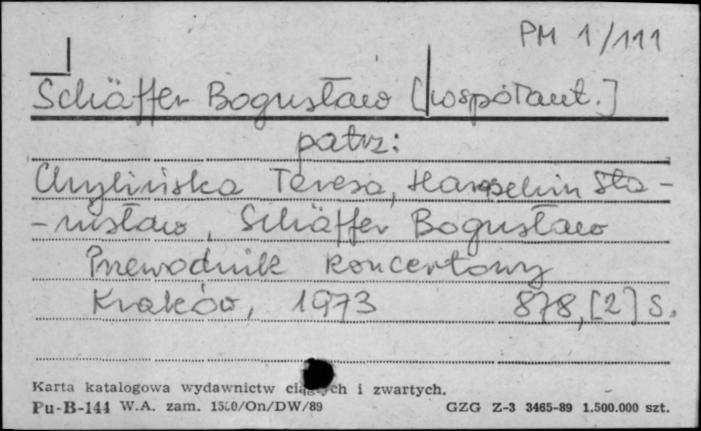 PM 1/111
Schäffer Bogusław [współaut.]
patrz:
Chylińska Teresa, Haraschin Sta-
-nisław, Schäffer Bogusław
Przewodnik koncertowy
Kraków, 1973 878,[2] s.
Karta katalogowa wydawnictw ciągłych i zwartych.
Pu-B-144 W.A. zam. /On/DW/89 GZG Z-3 3465-89 1.500.000 szt.